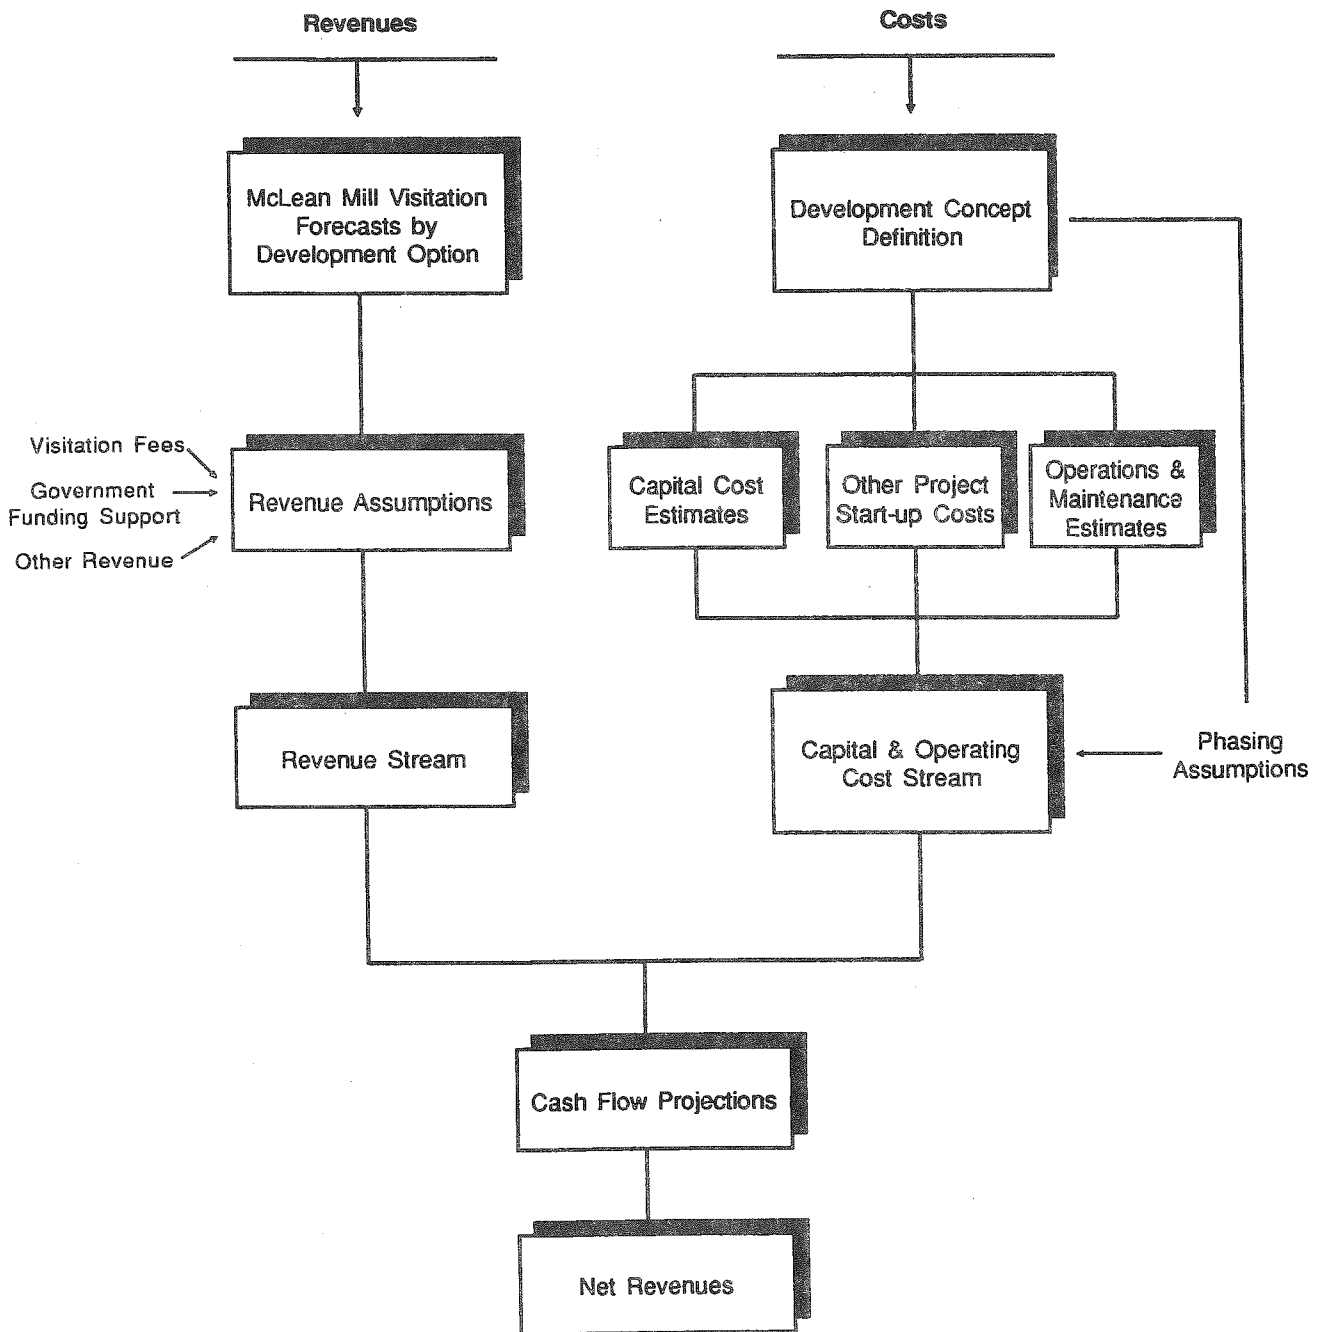 Revenues
Costs
McLean Mill Visitation
Forecasts by
Development Option
Development Concept
Definition
Visitation Fees
Government
Funding Support
Other Revenue
Revenue Assumptions
Capital Cost
Estimates
Other Project
Start-up Costs
Operations &
Maintenance
Estimates
Revenue Stream
Capital & Operating
Cost Stream
Phasing
Assumptions
Cash Flow Projections
Net Revenues